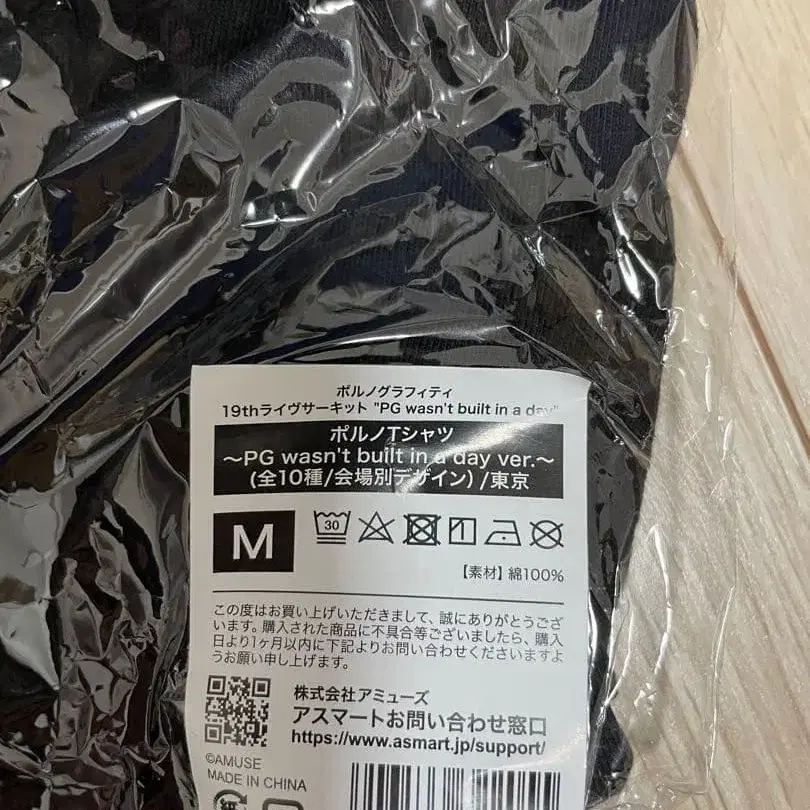 ポルノグラフィティ
19thライヴサーキット "PG wasn't built in a day"
ポルノTシャツ
～PG wasn't built in a day ver.～
(全10種/会場別デザイン)/東京
M
30
【素材】綿100%
この度はお買い上げいただきまして、誠にありがとうござ
います。購入された商品に不具合等ございましたら、購入
日より1ヶ月以内に下記よりお問い合わせくださいますよ
うお願い申し上げます。
株式会社アミューズ
アスマートお問い合わせ窓口
https://www.asmart.jp/support/
©AMUSE
MADE IN CHINA